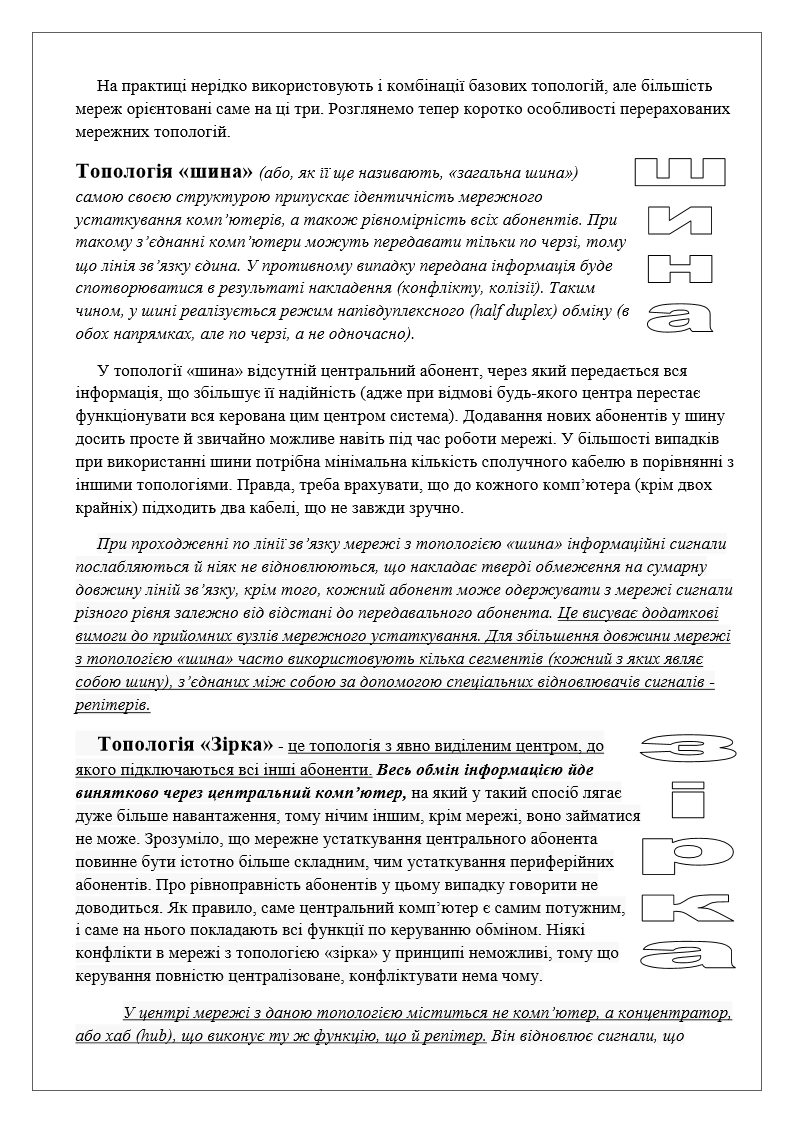 На практиці нерідко використовують і комбінації базових топологій, але більшість
мереж орієнтовані саме на ці три. Розглянемо тепер коротко особливості перерахованих
мережних топологій.
Топологія «шина» (або, як її ще називають, «загальна шина»)
самою своєю структурою припускає ідентичність мережного
устаткування комп’ютерів, а також рівномірність всіх абонентів. При
такому з’єднанні комп’ютери можуть передавати тільки по черзі, тому
що лінія зв’язку єдина. У противному випадку передана інформація буде
спотворюватися в результаті накладення (конфлікту, колізії). Таким
чином, у шині реалізується режим напівдуплексного (half duplex) обміну (в
обох напрямках, але по черзі, а не одночасно).
ш
и
н
а
У топології «шина» відсутній центральний абонент, через який передається вся
інформація, що збільшує її надійність (адже при відмові будь-якого центра перестає
функціонувати вся керована цим центром система). Додавання нових абонентів у шину
досить просте й звичайно можливе навіть під час роботи мережі. У більшості випадків
при використанні шини потрібна мінімальна кількість сполучного кабелю в порівнянні з
іншими топологіями. Правда, треба врахувати, що до кожного комп’ютера (крім двох
крайніх) підходить два кабелі, що не завжди зручно.
При проходженні по лінії зв’язку мережі з топологією «шина» інформаційні сигнали
послабляються й ніяк не відновлюються, що накладає тверді обмеження на сумарну
довжину ліній зв’язку, крім того, кожний абонент може одержувати з мережі сигнали
різного рівня залежно від відстані до передавального абонента. Це висуває додаткові
вимоги до прийомних вузлів мережного устаткування. Для збільшення довжини мережі
з топологією «шина» часто використовують кілька сегментів (кожний з яких являє
собою шину), з’єднаних між собою за допомогою спеціальних відновлювачів сигналів -
репітерів.
Топологія «Зірка» - це топологія з явно виділеним центром, до
якого підключаються всі інші абоненти. Весь обмін інформацією йде
винятково через центральний комп’ютер, на який у такий спосіб лягає
дуже більше навантаження, тому нічим іншим, крім мережі, воно займатися
не може. Зрозуміло, що мережне устаткування центрального абонента
повинне бути істотно більше складним, чим устаткування периферійних
абонентів. Про рівноправність абонентів у цьому випадку говорити не
доводиться. Як правило, саме центральний комп’ютер є самим потужним,
і саме на нього покладають всі функції по керуванню обміном. Ніякі
конфлікти в мережі з топологією «зірка» у принципі неможливі, тому що
керування повністю централізоване, конфліктувати нема чому.
з
і
р
к
а
У центрі мережі з даною топологією міститься не комп’ютер, а концентратор,
або хаб (hub), що виконує ту ж функцію, що й репітер. Він відновлює сигнали, що